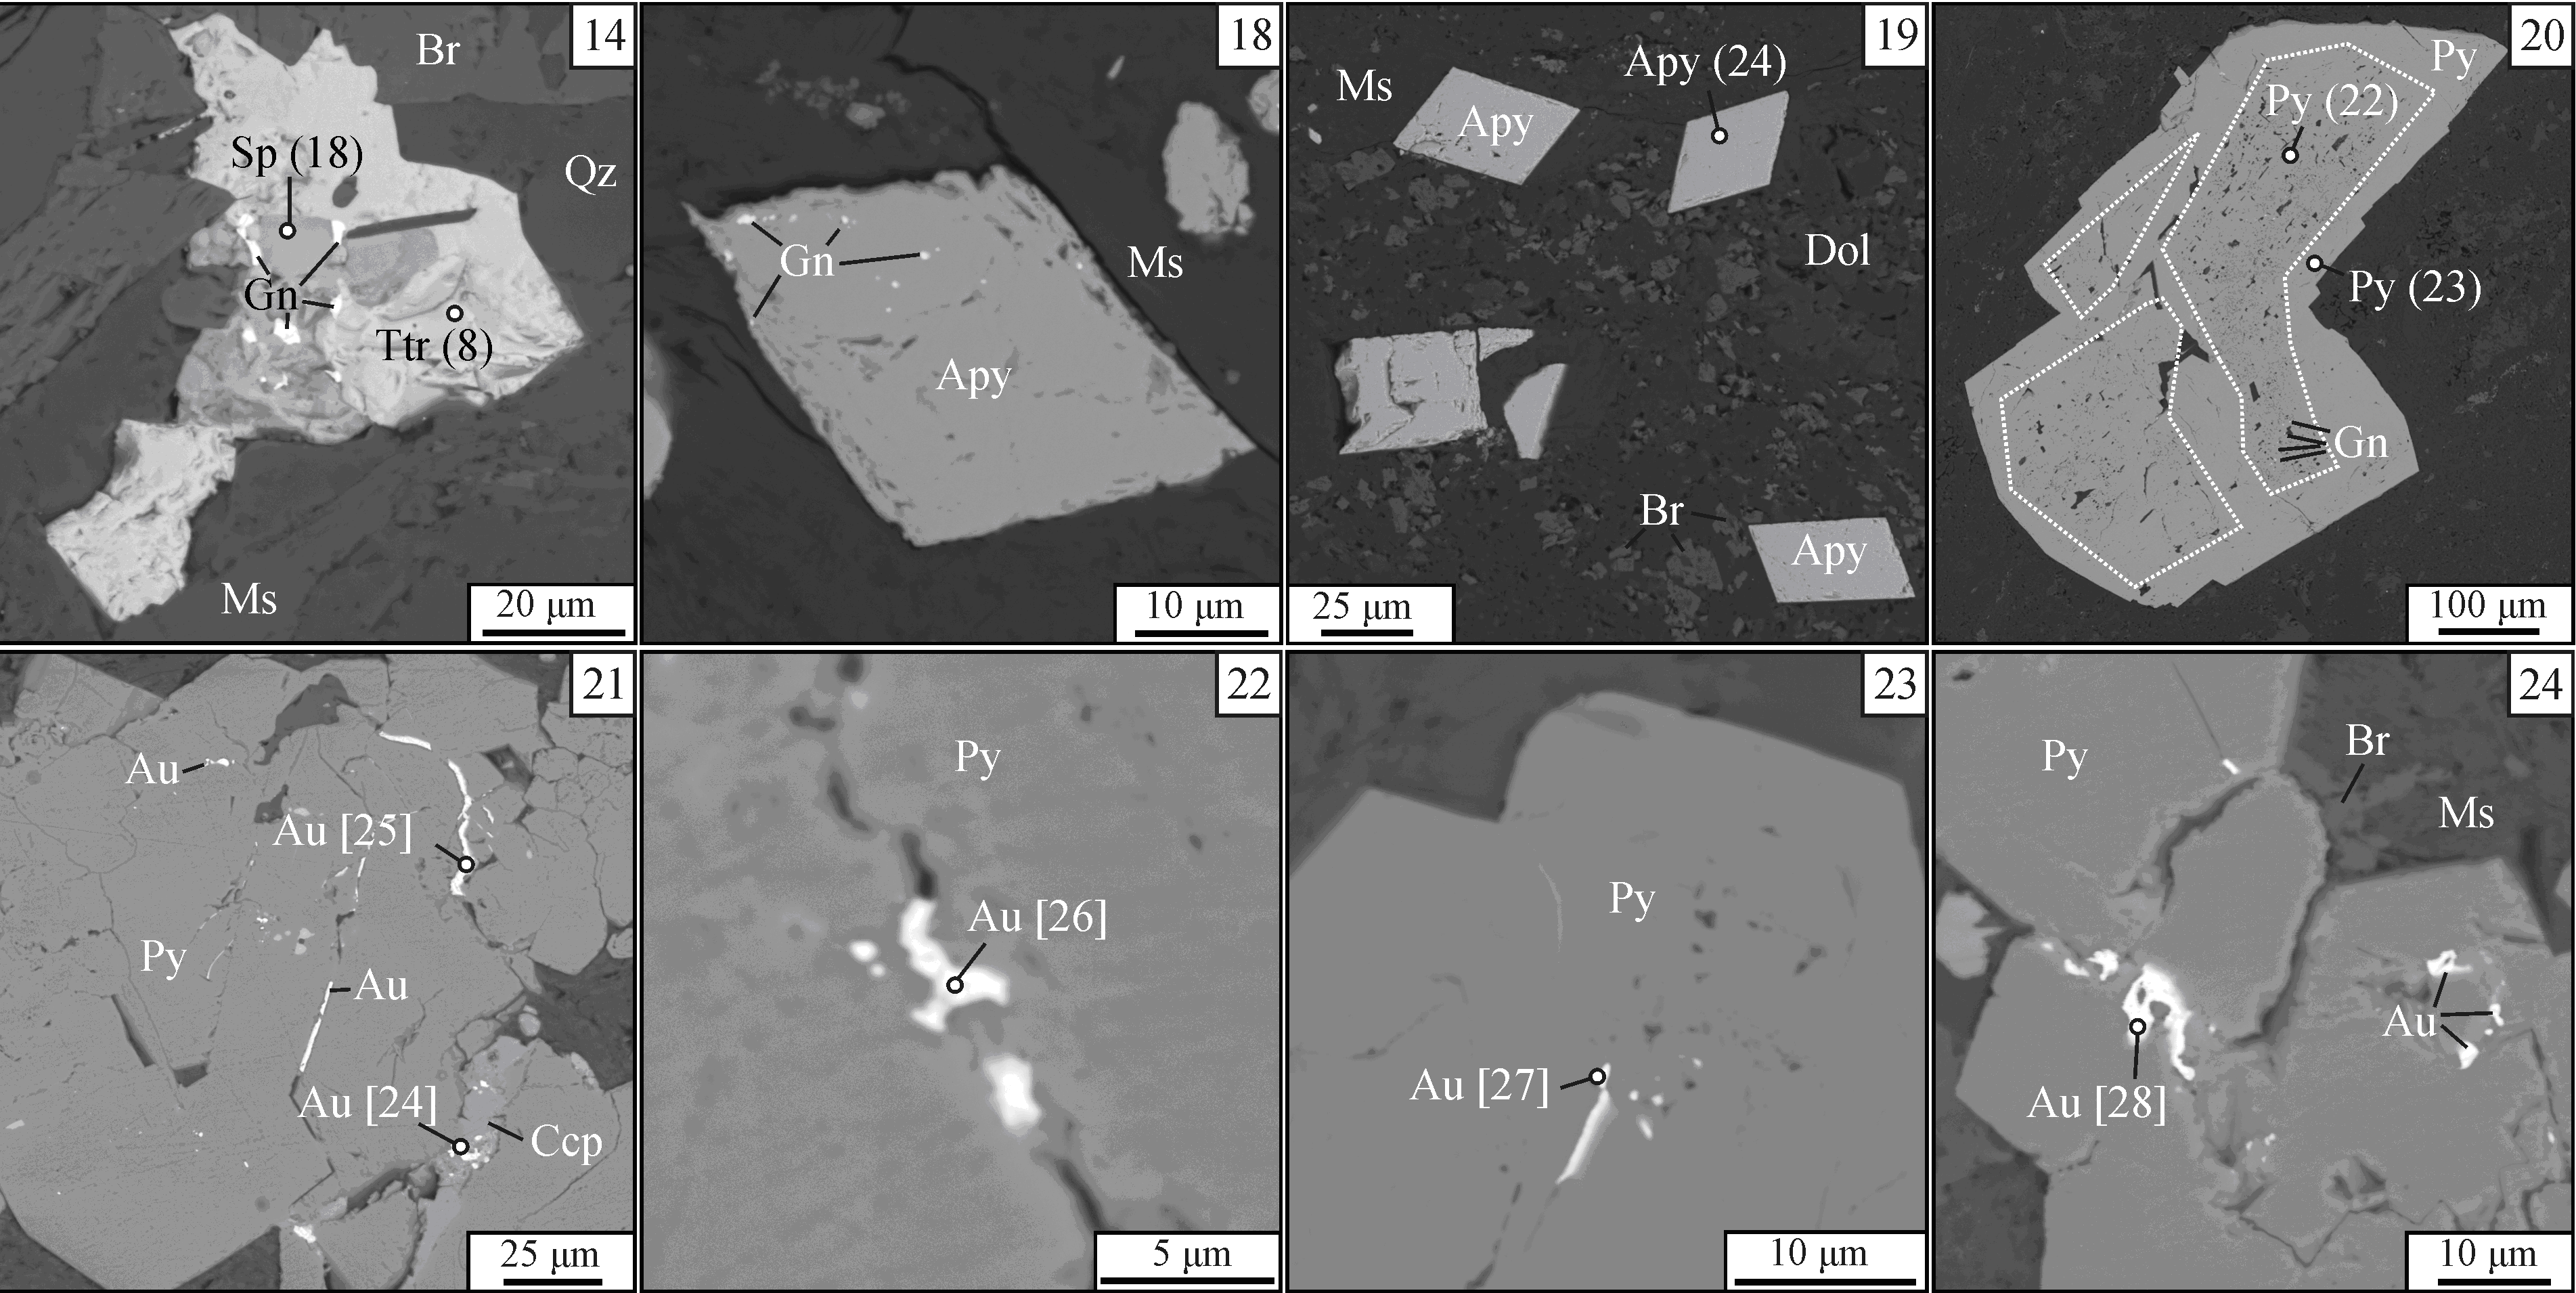 14
Br
Sp (18)
Qz
Gn
Ttr (8)
Ms
20 μm
18
Gn
Ms
Apy
10 μm
19
Ms
Apy (24)
Apy
Dol
Br
Apy
25 μm
20
Py
Py (22)
Py (23)
Gn
100 μm
21
Au
Au [25]
Py
Au
Au [24]
Ccp
25 μm
22
Py
Au [26]
5 μm
23
Py
Au [27]
10 μm
24
Br
Py
Ms
Au
Au [28]
10 μm